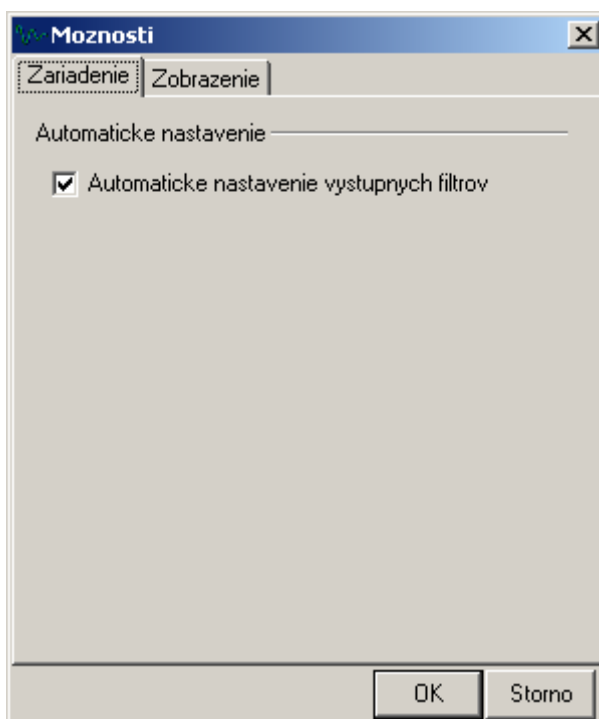 Moznosti
Zariadenie Zobrazenie
Automaticke nastavenie
Automaticke nastavenie vystupnych filtrov
OK Storno